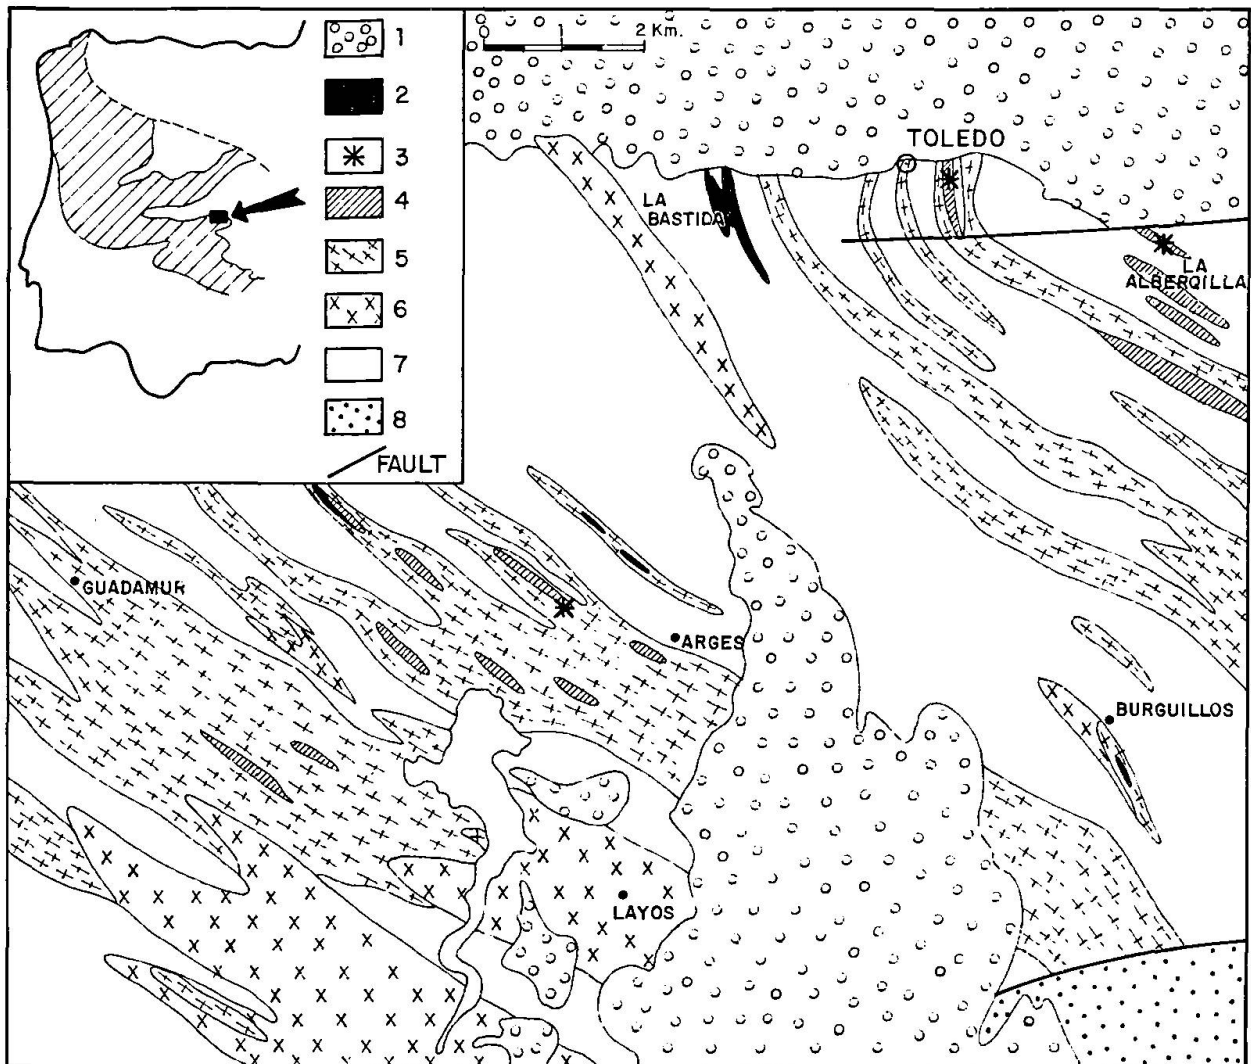 1
2
3
4
5
6
7
8
FAULT
0 1 2 Km.
TOLEDO
LA
BASTIDA
LA
ALBERQILLA
GUADAMUR
ARGES
BURGUILLOS
LAYOS